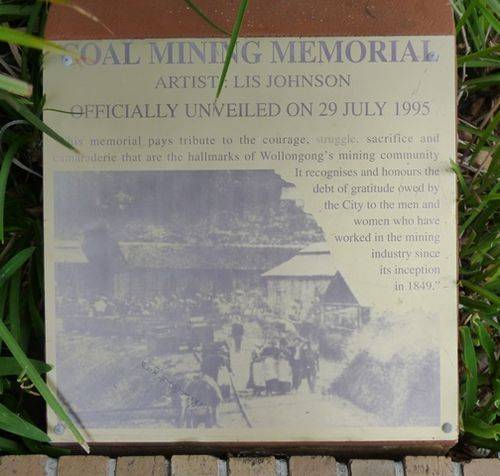 COAL MINING MEMORIAL
ARTIST: LIS JOHNSON
OFFICIALLY UNVEILED ON 29 JULY 1995
"This memorial pays tribute to the courage, struggle, sacrifice and
camaraderie that are the hallmarks of Wollongong's mining community
It recognises and honours the
debt of gratitude owed by
the City to the men and
women who have
worked in the mining
industry since
its inception
in 1849."